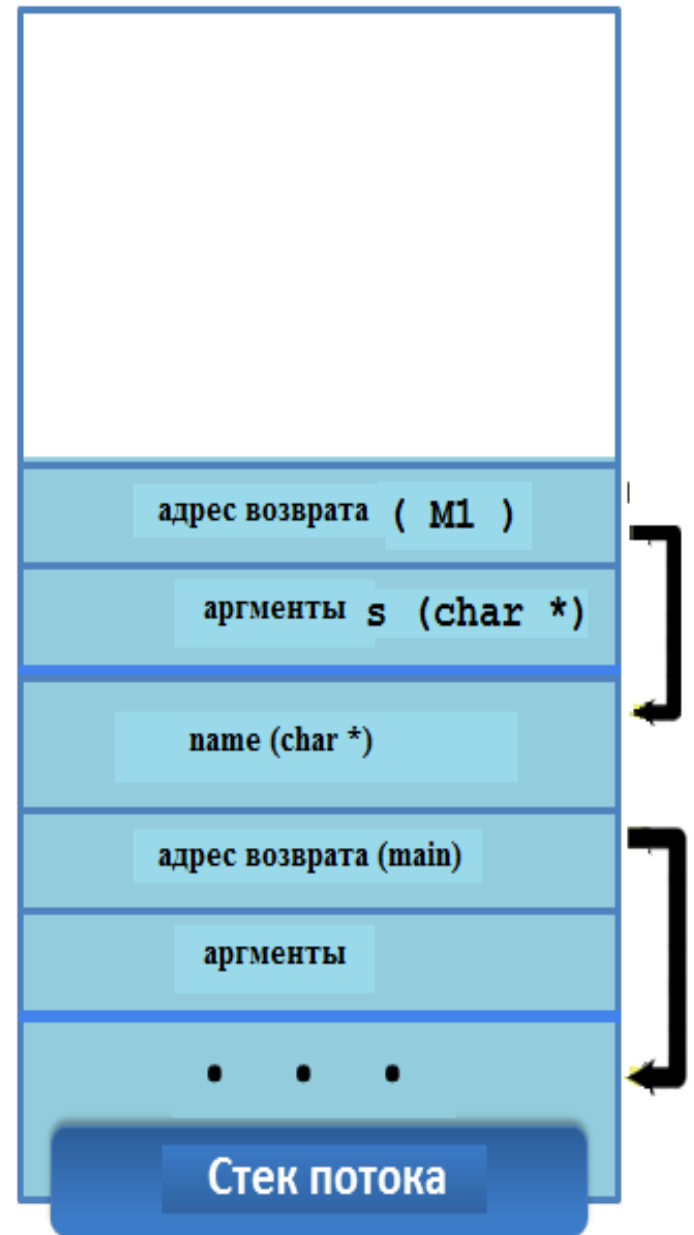 адрес возврата ( M1 )
аргменты s (char *)
name (char *)
адрес возврата (main)
аргменты
. . .
Стек потока